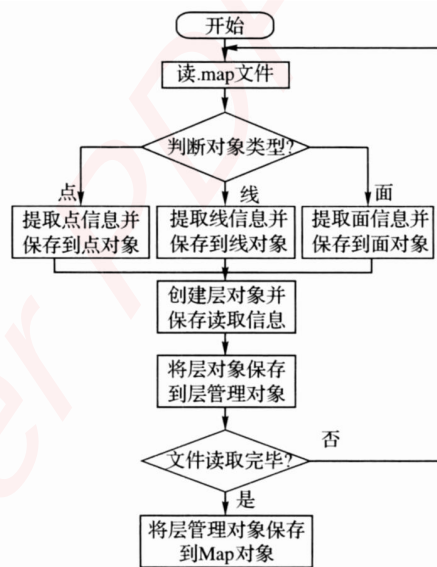 开始
读.map文件
判断对象类型?
点
线
面
提取点信息并
保存到点对象
提取线信息并
保存到线对象
提取面信息并
保存到面对象
创建层对象并
保存读取信息
将层对象保存
到层管理对象
否
文件读取完毕?
是
将层管理对象保存
到Map对象